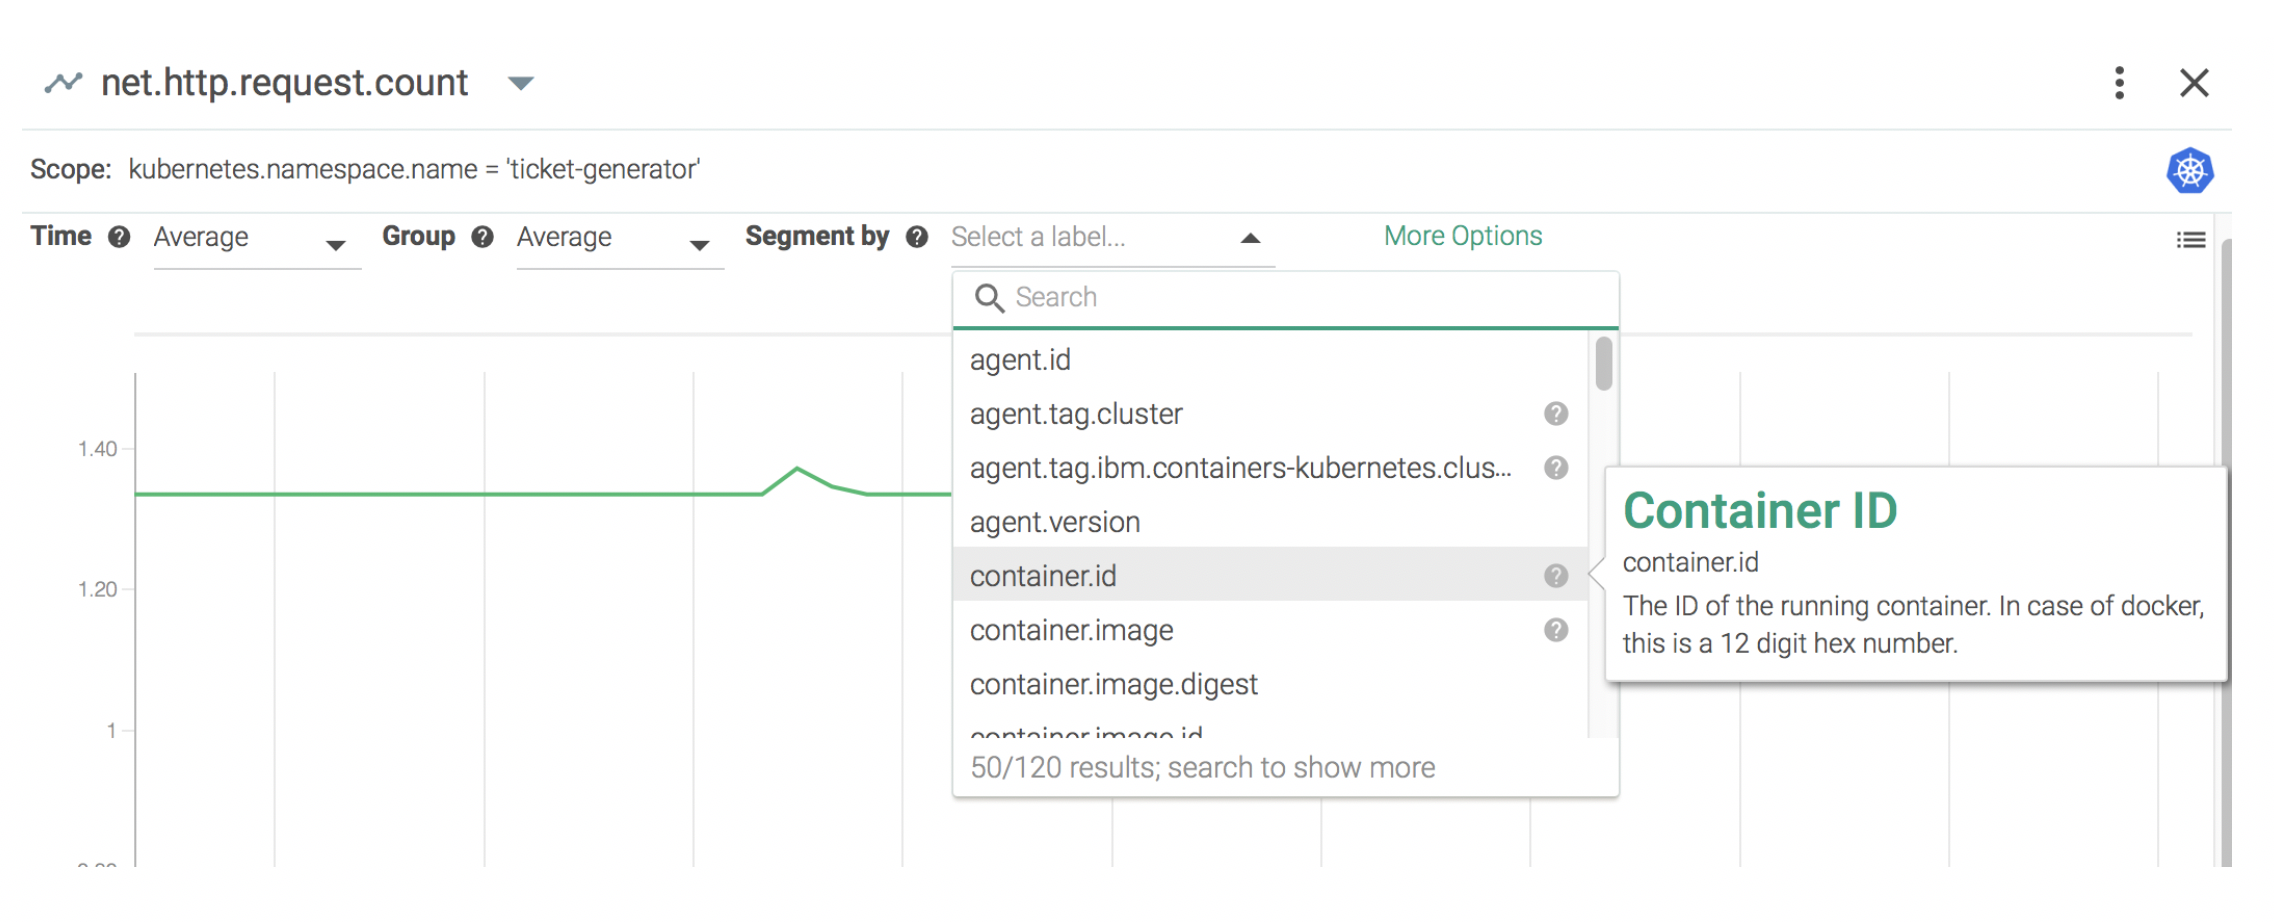 net.http.request.count
Scope: kubernetes.namespace.name = 'ticket-generator'
Time ? Average Group ? Average Segment by ? Select a label... More Options
Search
agent.id
agent.tag.cluster ?
agent.tag.ibm.containers-kubernetes.clus... ?
agent.version
container.id ?
container.image ?
container.image.digest
container.image.id
50/120 results; search to show more
Container ID
container.id
The ID of the running container. In case of docker,
this is a 12 digit hex number.
1.40
1.20
1